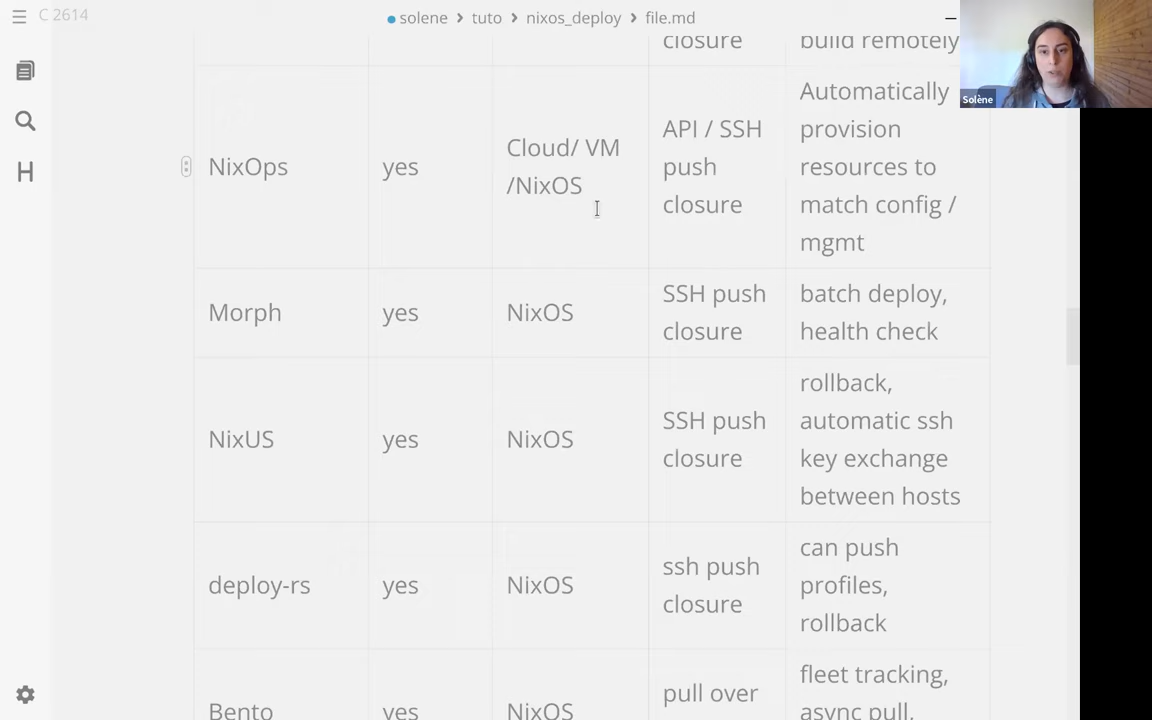 C 2614
solene > tuto > nixos_deploy > file.md
Solène
closure
build remotely
NixOps
yes
Cloud/ VM
/NixOS
API / SSH
push
closure
Automatically
provision
resources to
match config /
mgmt
Morph
yes
NixOS
SSH push
closure
batch deploy,
health check
NixUS
yes
NixOS
SSH push
closure
rollback,
automatic ssh
key exchange
between hosts
deploy-rs
yes
NixOS
ssh push
closure
can push
profiles,
rollback
Bento
yes
NixOS
pull over
fleet tracking,
async pull,